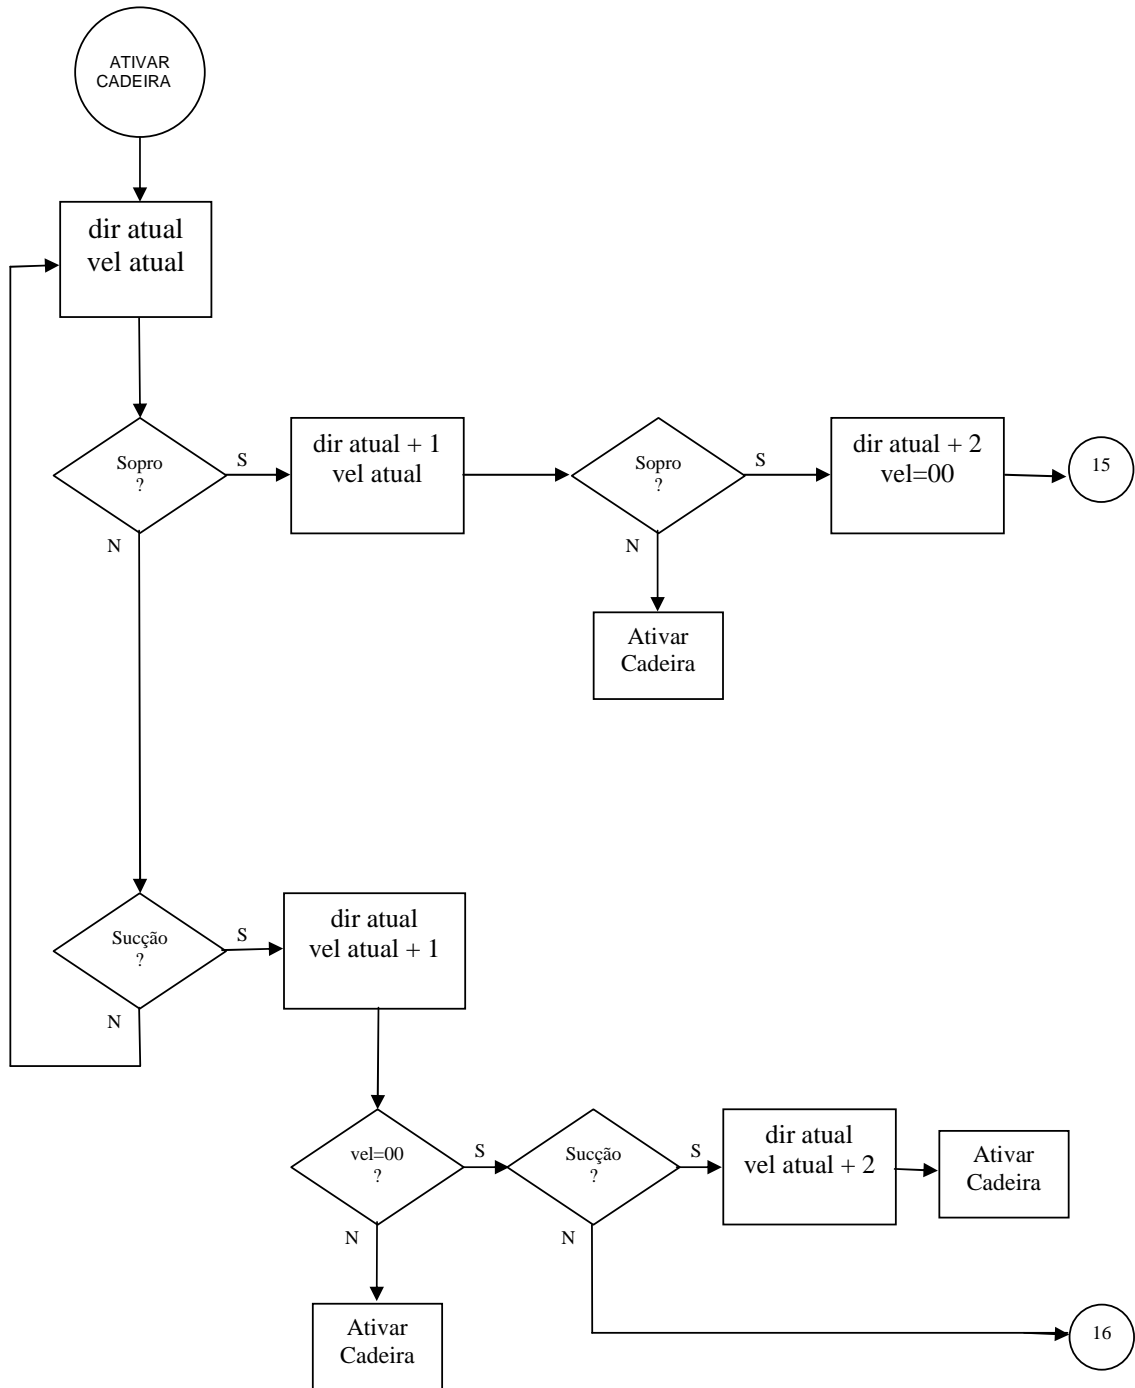 ATIVAR
CADEIRA
dir atual
vel atual
Sopro
?
S
N
dir atual + 1
vel atual
Sopro
?
S
N
dir atual + 2
vel=00
15
Ativar
Cadeira
Sucção
?
S
N
dir atual
vel atual + 1
vel=00
?
S
N
Sucção
?
S
N
dir atual
vel atual + 2
Ativar
Cadeira
Ativar
Cadeira
16